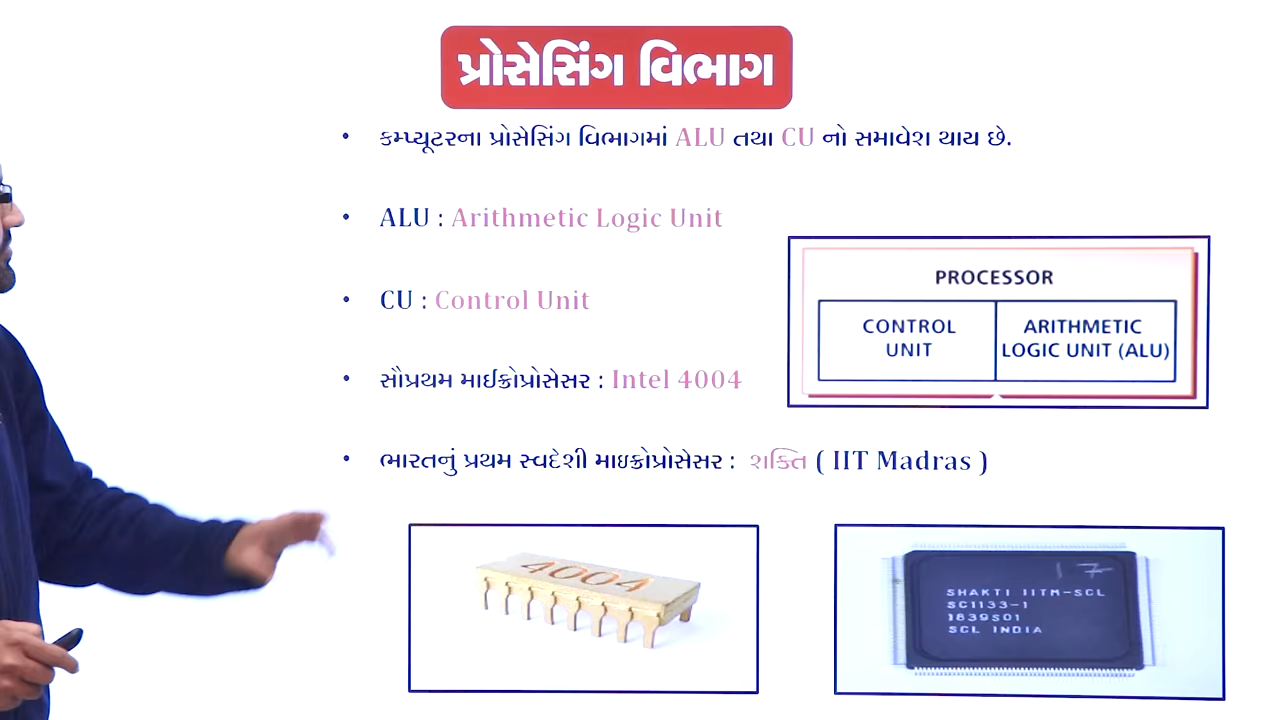 પ્રોસેસિંગ વિભાગ
• કમ્પ્યૂટરના પ્રોસેસિંગ વિભાગમાં ALU તથા CU નો સમાવેશ થાય છે.
• ALU : Arithmetic Logic Unit
• CU : Control Unit
• સૌપ્રથમ માઈક્રોપ્રોસેસર : Intel 4004
• ભારતનું પ્રથમ સ્વદેશી માઇક્રોપ્રોસેસર : શક્તિ ( IIT Madras )
PROCESSOR
CONTROL UNIT
ARITHMETIC LOGIC UNIT (ALU)
4004
17
SHAKTI IITM-SCL
SC1133-1
1839S01
SCL INDIA